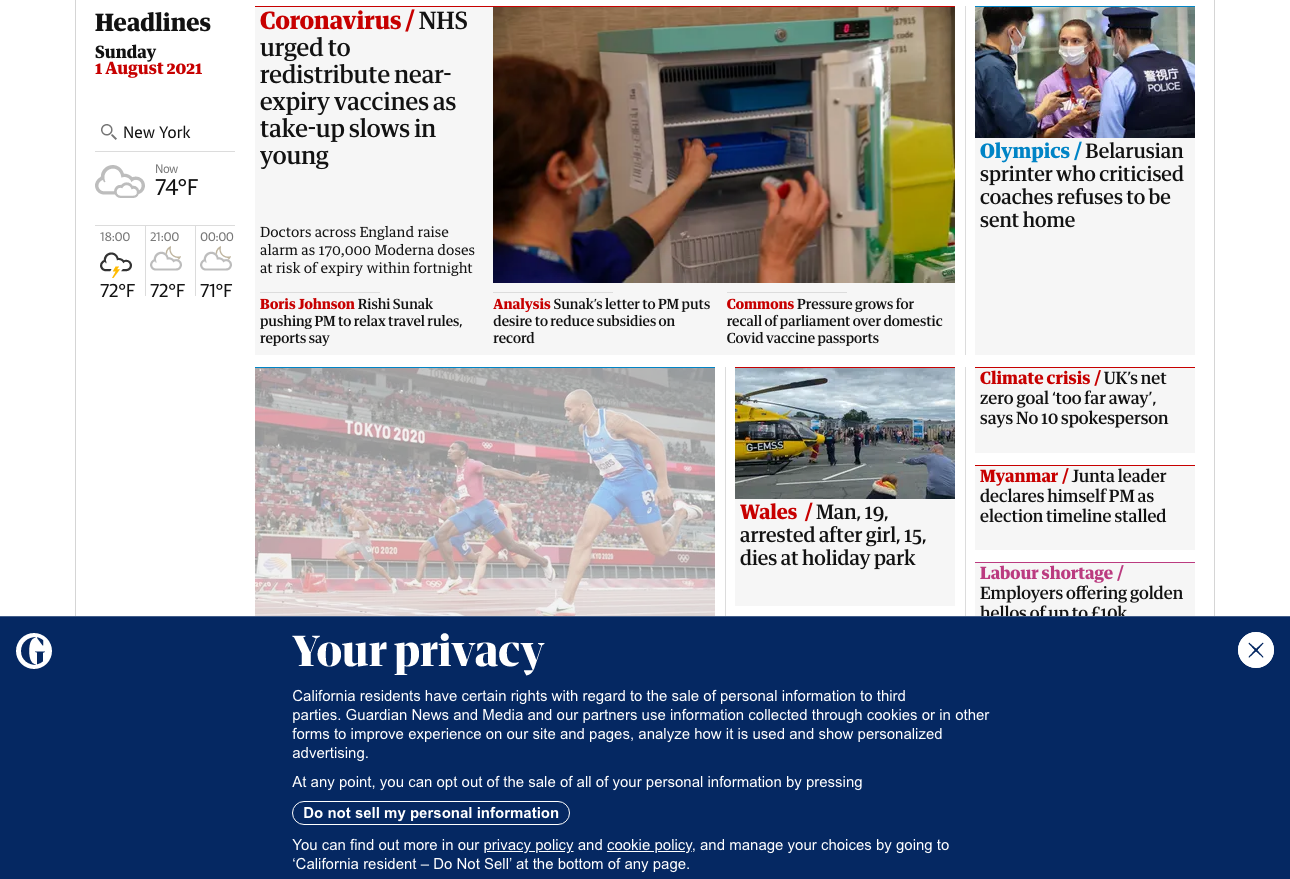 Headlines
Sunday
1 August 2021
New York
Now
74°F
18:00
21:00
00:00
72°F
72°F
71°F
Coronavirus / NHS
urged to
redistribute near-
expiry vaccines as
take-up slows in
young
Doctors across England raise
alarm as 170,000 Moderna doses
at risk of expiry within fortnight
Boris Johnson Rishi Sunak
pushing PM to relax travel rules,
reports say
Analysis Sunak's letter to PM puts
desire to reduce subsidies on
record
Commons Pressure grows for
recall of parliament over domestic
Covid vaccine passports
警視庁
POLICE
Olympics / Belarusian
sprinter who criticised
coaches refuses to be
sent home
TOKYO 2020
TOKYO 2020
TOKYO 2020
G-EMSS
Wales / Man, 19,
arrested after girl, 15,
dies at holiday park
Climate crisis / UK's net
zero goal 'too far away',
says No 10 spokesperson
Myanmar / Junta leader
declares himself PM as
election timeline stalled
Labour shortage /
Employers offering golden
hellos of up to £10k
G
Your privacy
California residents have certain rights with regard to the sale of personal information to third
parties. Guardian News and Media and our partners use information collected through cookies or in other
forms to improve experience on our site and pages, analyze how it is used and show personalized
advertising.
At any point, you can opt out of the sale of all of your personal information by pressing
Do not sell my personal information
You can find out more in our privacy policy and cookie policy, and manage your choices by going to
'California resident – Do Not Sell' at the bottom of any page.